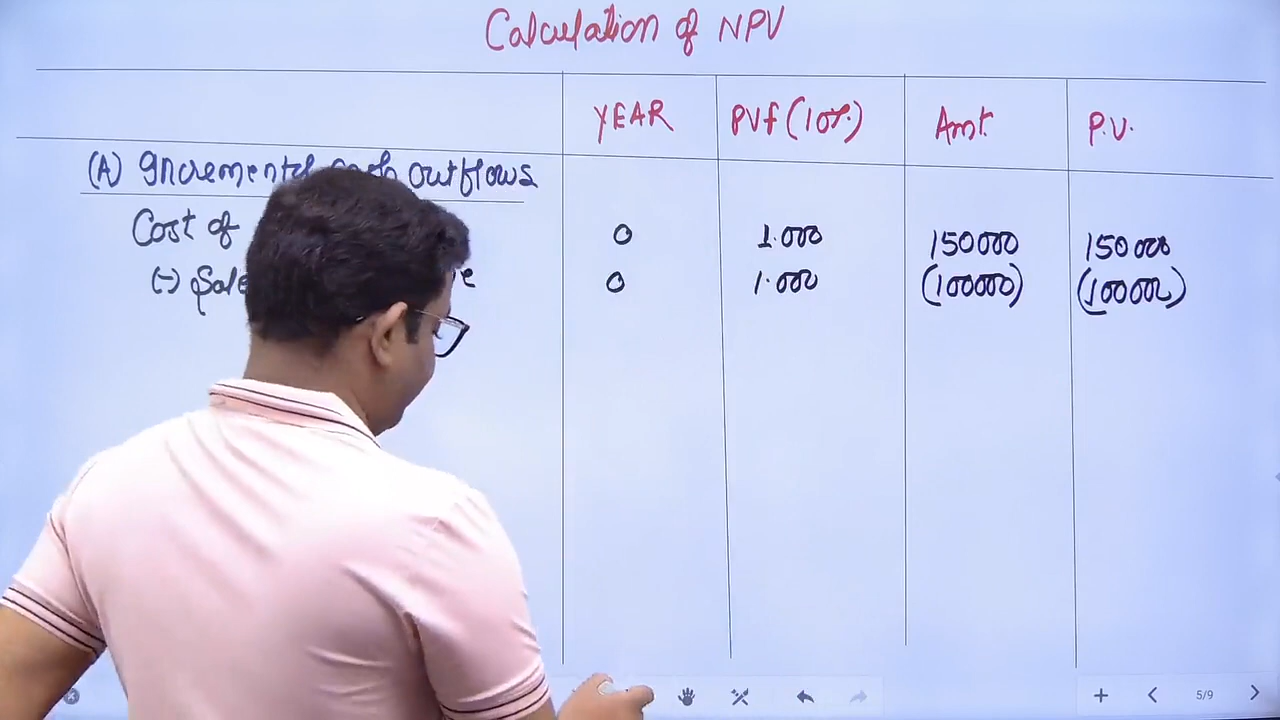 Calculation of NPV
YEAR PVf (10%) Amt. P.V.
(A) Incremental Cash outflows
Cost of 0 1.000 150000 150000
(-) 0 1.000 (100000) (100000)
5/9